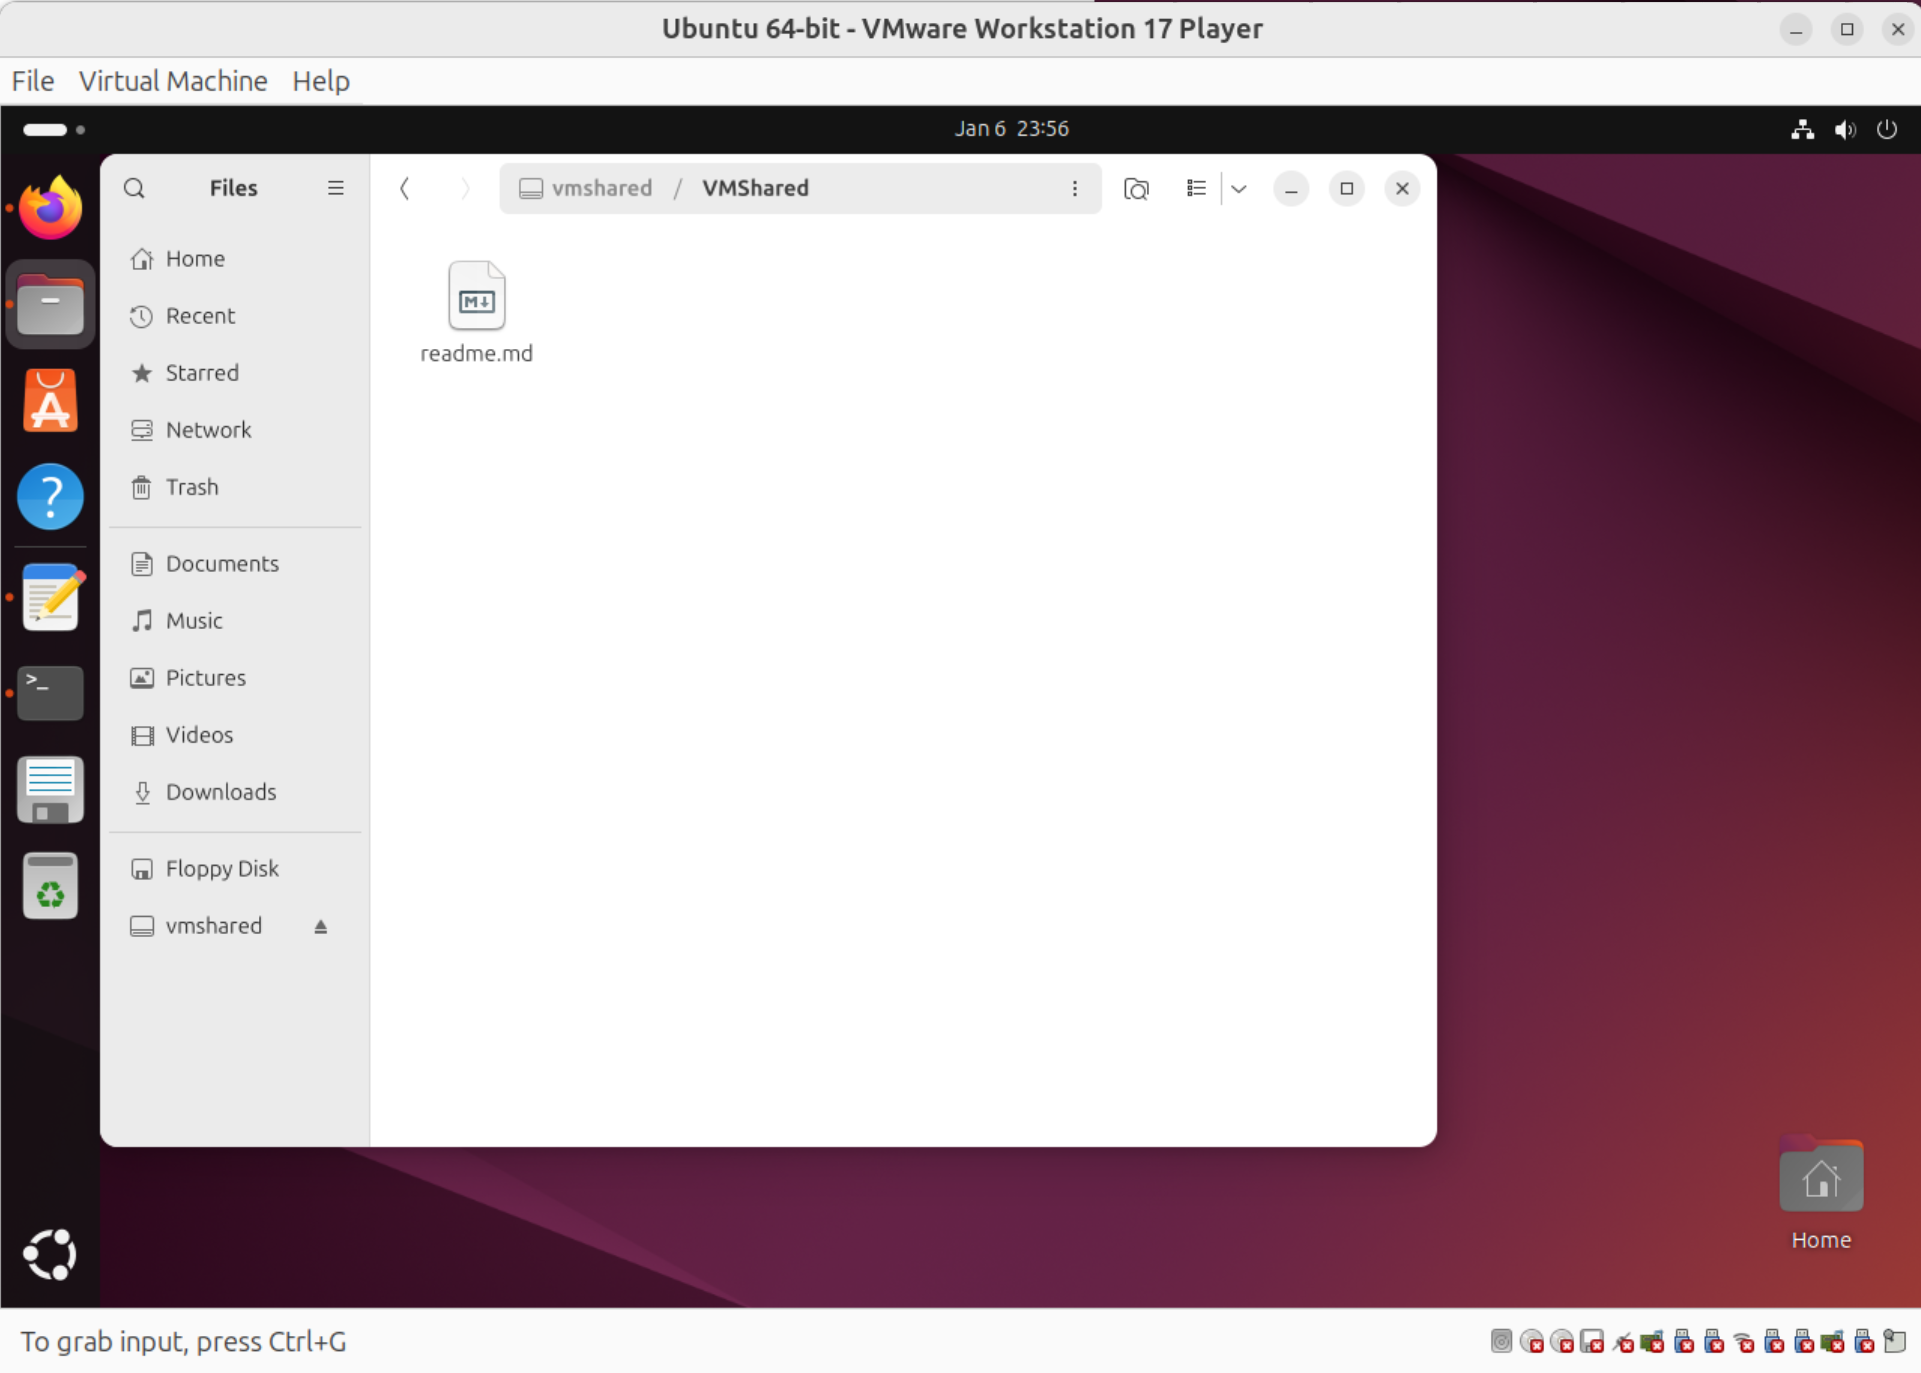 Ubuntu 64-bit - VMware Workstation 17 Player
File Virtual Machine Help
Jan 6 23:56
Files
vmshared / VMShared
Home
Recent
Starred
Network
Trash
Documents
Music
Pictures
Videos
Downloads
Floppy Disk
vmshared
M↓
readme.md
>_
Home
To grab input, press Ctrl+G